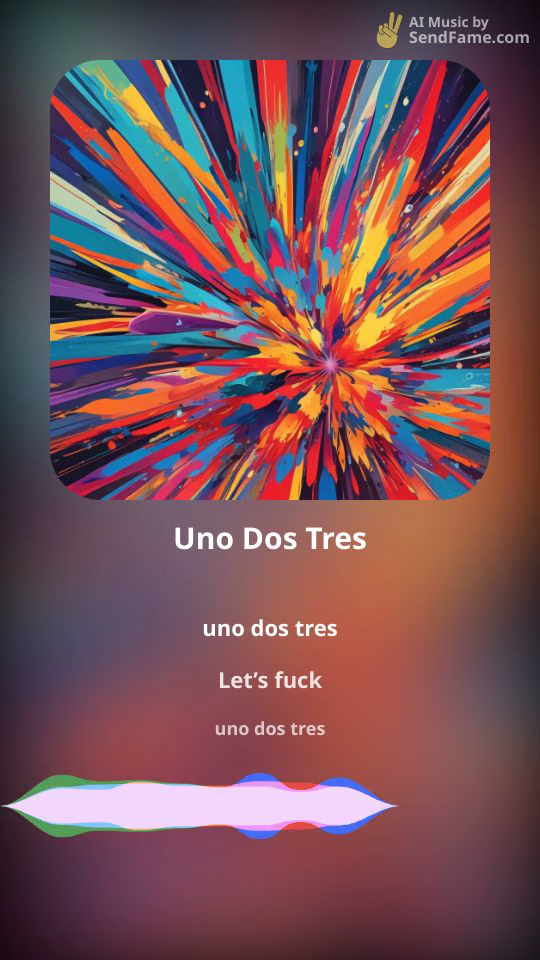 AI Music by
SendFame.com
Uno Dos Tres
uno dos tres
Let’s fuck
uno dos tres